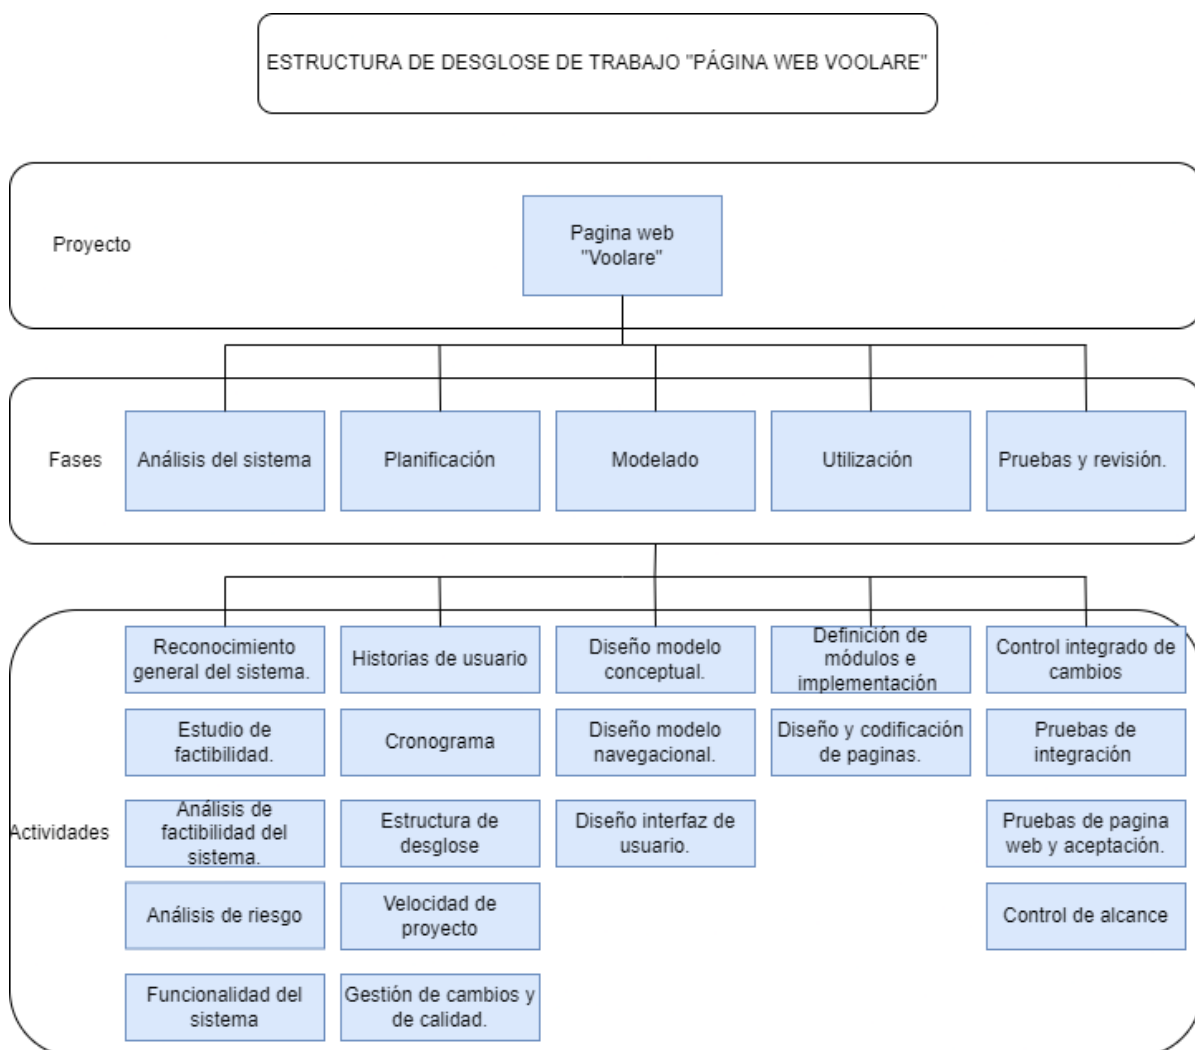 ESTRUCTURA DE DESGLOSE DE TRABAJO "PÁGINA WEB VOOLARE"
Proyecto
Pagina web
"Voolare"
Fases
Análisis del sistema
Planificación
Modelado
Utilización
Pruebas y revisión.
Actividades
Reconocimiento
general del sistema.
Historias de usuario
Diseño modelo
conceptual.
Definición de
módulos e
implementación
Control integrado de
cambios
Estudio de
factibilidad.
Cronograma
Diseño modelo
navegacional.
Diseño y codificación
de paginas.
Pruebas de
integración
Análisis de
factibilidad del
sistema.
Estructura de
desglose
Diseño interfaz de
usuario.
Pruebas de pagina
web y aceptación.
Análisis de riesgo
Velocidad de
proyecto
Control de alcance
Funcionalidad del
sistema
Gestión de cambios y
de calidad.